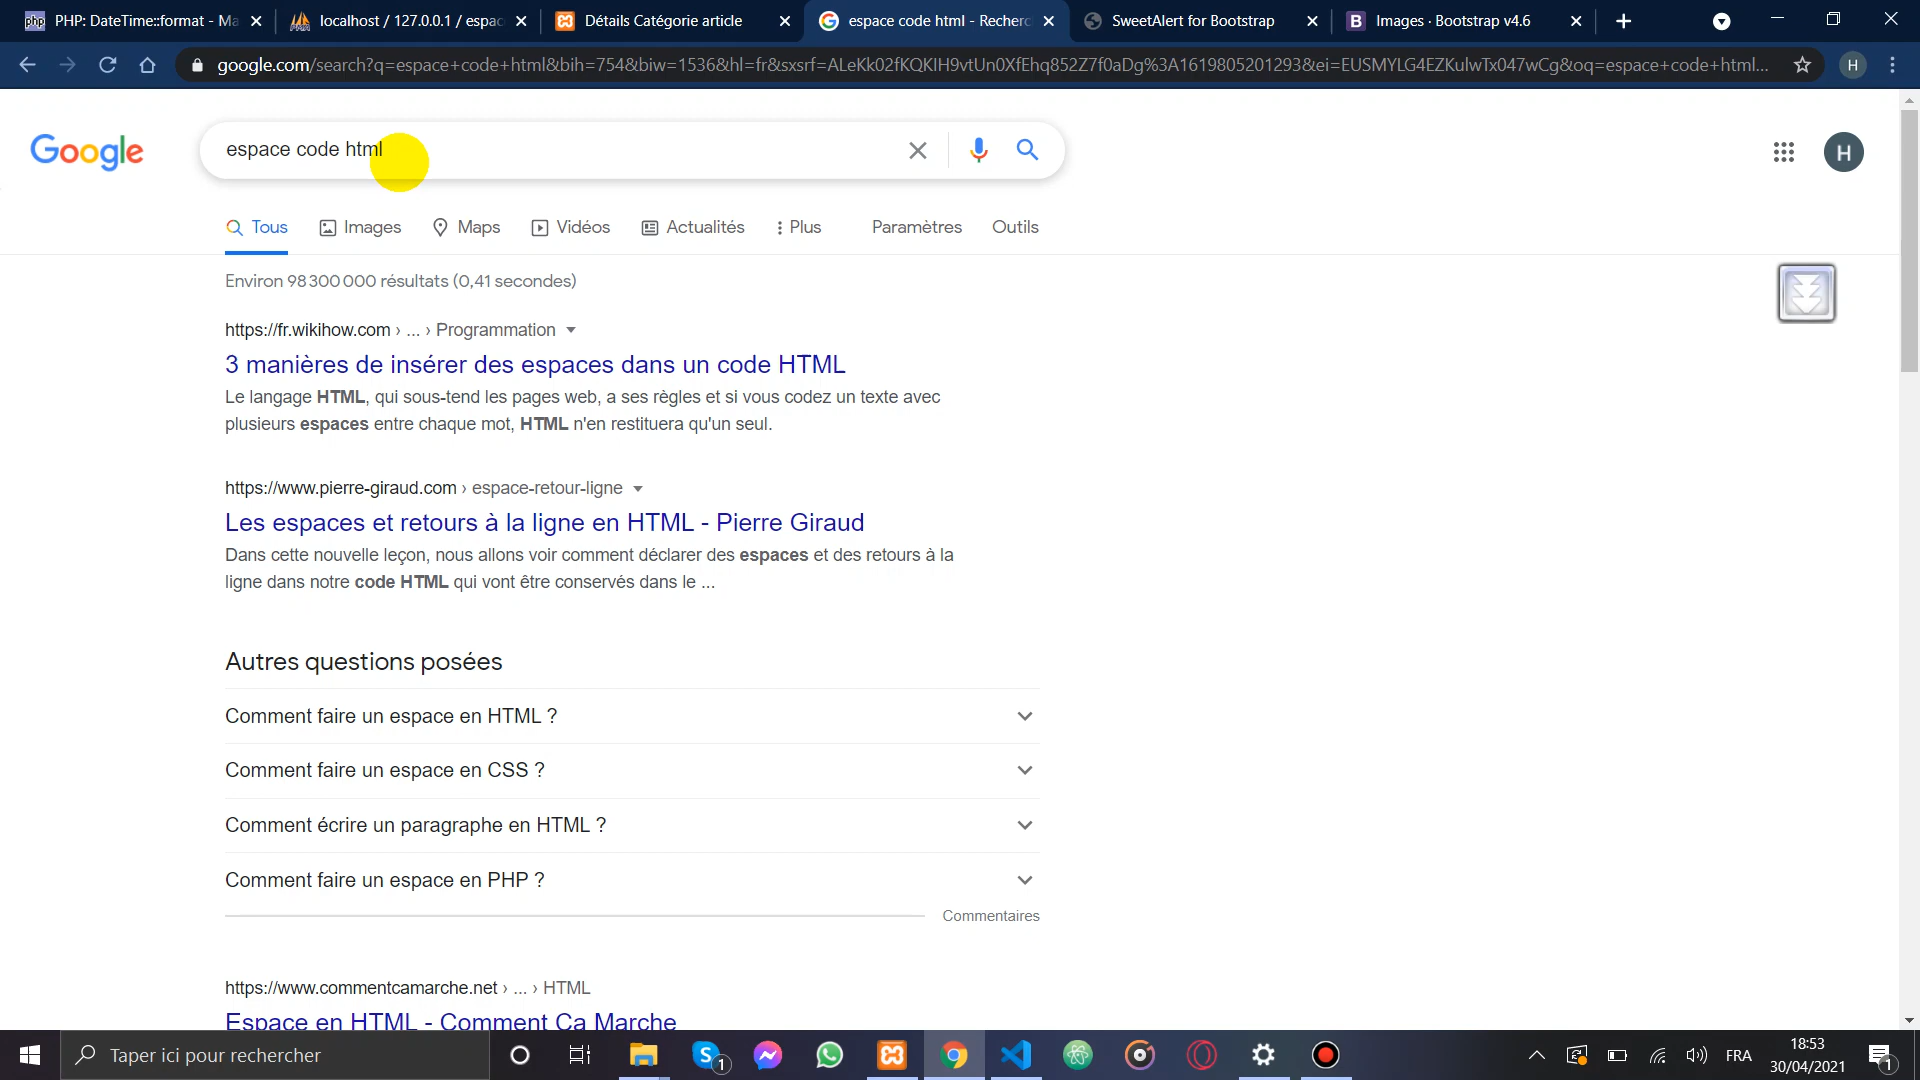 PHP: DateTime::format - Ma
localhost / 127.0.0.1 / espac
Détails Catégorie article
espace code html - Recherc
SweetAlert for Bootstrap
Images · Bootstrap v4.6
google.com/search?q=espace+code+html&bih=754&biw=1536&hl=fr&sxsrf=ALeKk02fKQKIH9vtUn0XfEhq852Z7f0aDg%3A1619805201293&ei=EUSMYLG4EZKulwTx047wCg&oq=espace+code+html...
H
Google
espace code html
H
Tous
Images
Maps
Vidéos
Actualités
Plus
Paramètres
Outils
Environ 98 300 000 résultats (0,41 secondes)
https://fr.wikihow.com › ... › Programmation
3 manières de insérer des espaces dans un code HTML
Le langage HTML, qui sous-tend les pages web, a ses règles et si vous codez un texte avec
plusieurs espaces entre chaque mot, HTML n'en restituera qu'un seul.
https://www.pierre-giraud.com › espace-retour-ligne
Les espaces et retours à la ligne en HTML - Pierre Giraud
Dans cette nouvelle leçon, nous allons voir comment déclarer des espaces et des retours à la
ligne dans notre code HTML qui vont être conservés dans le ...
Autres questions posées
Comment faire un espace en HTML ?
Comment faire un espace en CSS ?
Comment écrire un paragraphe en HTML ?
Comment faire un espace en PHP ?
Commentaires
https://www.commentcamarche.net › ... › HTML
Espace en HTML - Comment Ça Marche
Taper ici pour rechercher
1
FRA
18:53
30/04/2021
1